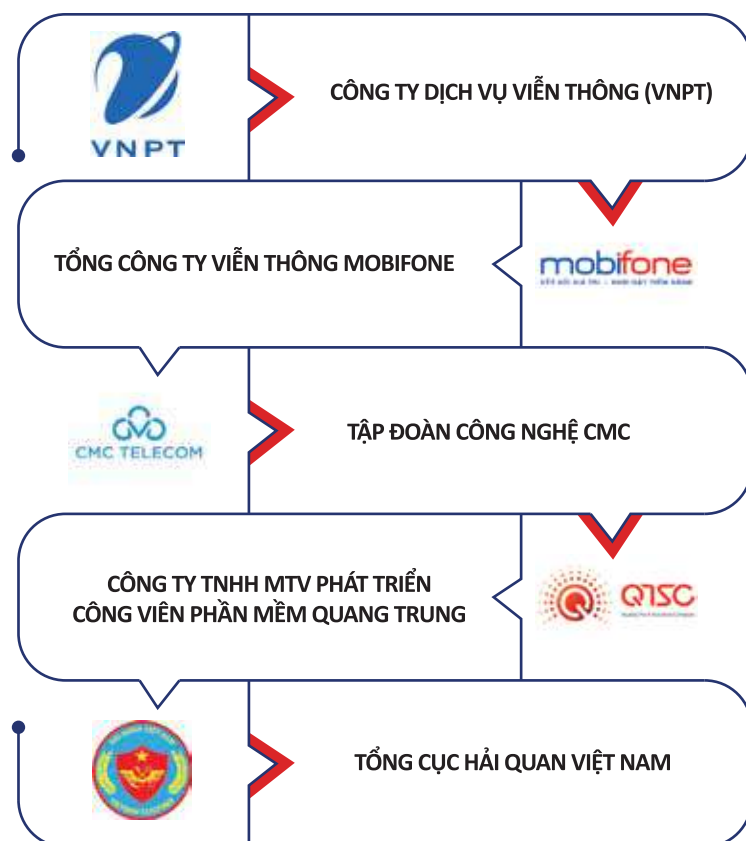 VNPT
CÔNG TY DỊCH VỤ VIỄN THÔNG (VNPT)
TỔNG CÔNG TY VIỄN THÔNG MOBIFONE
mobifone
CMC TELECOM
TẬP ĐOÀN CÔNG NGHỆ CMC
CÔNG TY TNHH MTV PHÁT TRIỂN
CÔNG VIÊN PHẦN MỀM QUANG TRUNG
QTSC
TỔNG CỤC HẢI QUAN VIỆT NAM